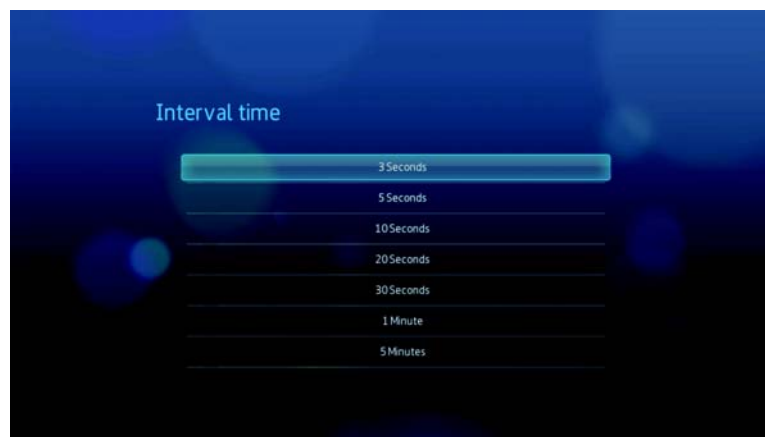 Interval time
3 Seconds
5 Seconds
10 Seconds
20 Seconds
30 Seconds
1 Minute
5 Minutes